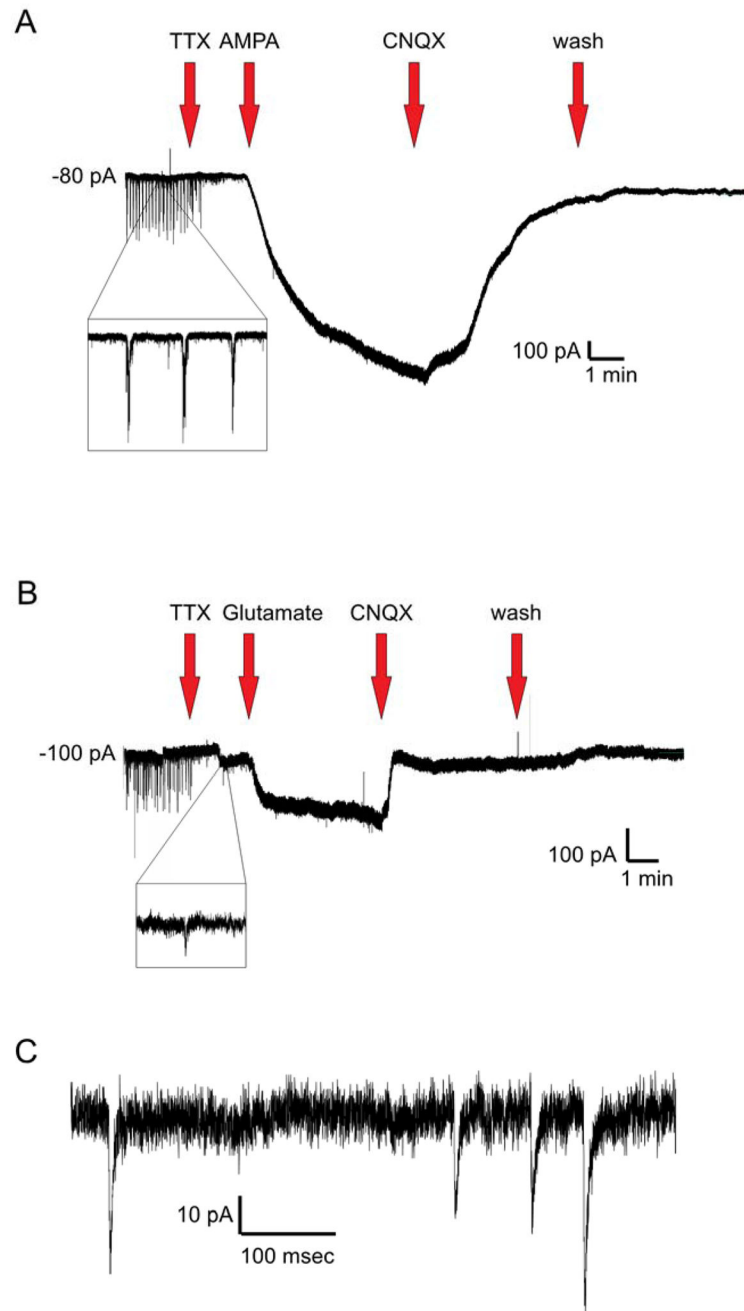 A
TTX AMPA CNQX wash
-80 pA
100 pA
1 min
B
TTX Glutamate CNQX wash
-100 pA
100 pA
1 min
C
10 pA
100 msec